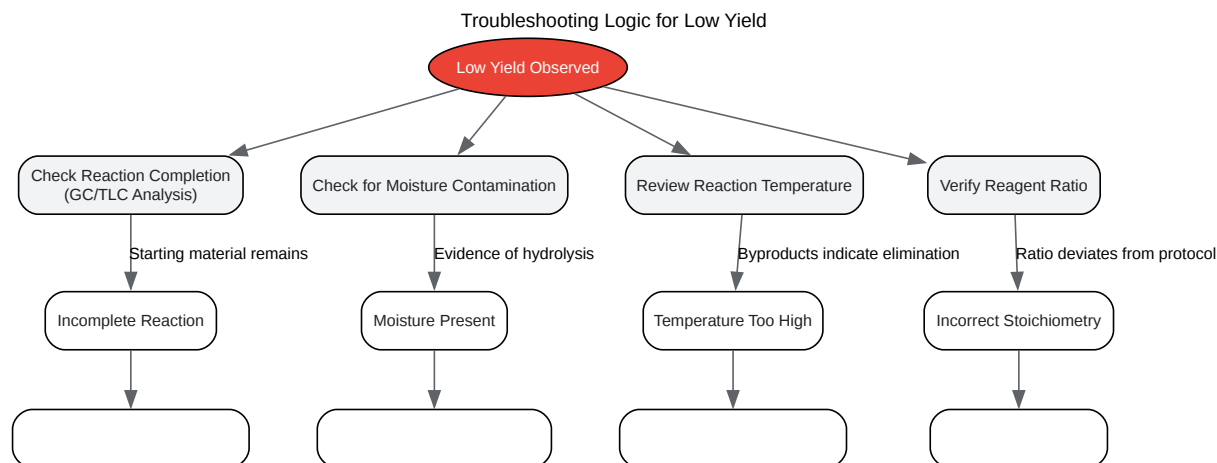 Troubleshooting Logic for Low Yield
Low Yield Observed
Check Reaction Completion
(GC/TLC Analysis)
Check for Moisture Contamination
Review Reaction Temperature
Verify Reagent Ratio
Starting material remains
Evidence of hydrolysis
Byproducts indicate elimination
Ratio deviates from protocol
Incomplete Reaction
Moisture Present
Temperature Too High
Incorrect Stoichiometry